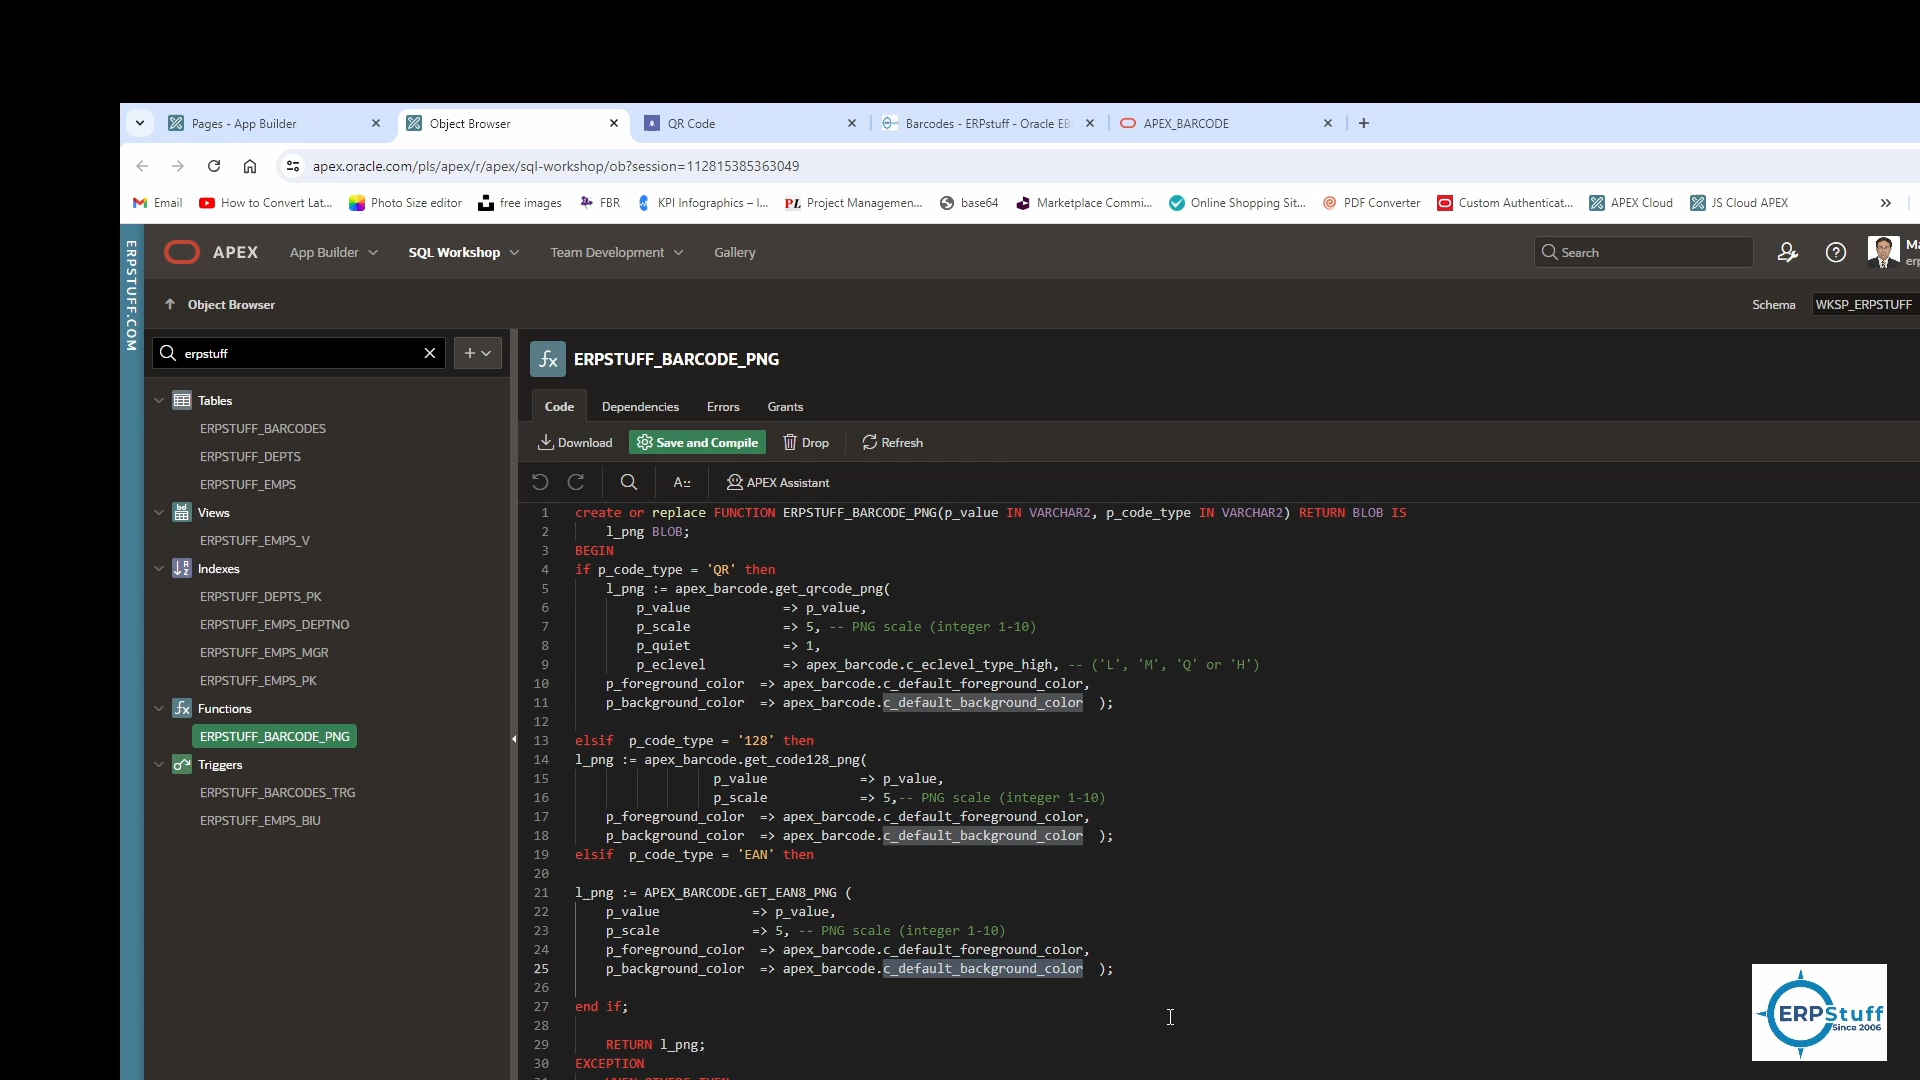 Pages - App Builder
Object Browser
QR Code
Barcodes - ERPstuff - Oracle EB
APEX_BARCODE
apex.oracle.com/pls/apex/r/apex/sql-workshop/ob?session=112815385363049
Email
How to Convert Lat...
Photo Size editor
free images
FBR
KPI Infographics – I...
PL Project Managemen...
base64
Marketplace Commi...
Online Shopping Sit...
PDF Converter
Custom Authenticat...
APEX Cloud
JS Cloud APEX
»
ERPSTUFF.COM
APEX
App Builder
SQL Workshop
Team Development
Gallery
Search
Ma
erp
Object Browser
Schema
WKSP_ERPSTUFF
erpstuff
Tables
ERPSTUFF_BARCODES
ERPSTUFF_DEPTS
ERPSTUFF_EMPS
Views
ERPSTUFF_EMPS_V
Indexes
ERPSTUFF_DEPTS_PK
ERPSTUFF_EMPS_DEPTNO
ERPSTUFF_EMPS_MGR
ERPSTUFF_EMPS_PK
Functions
ERPSTUFF_BARCODE_PNG
Triggers
ERPSTUFF_BARCODES_TRG
ERPSTUFF_EMPS_BIU
fx ERPSTUFF_BARCODE_PNG
Code
Dependencies
Errors
Grants
Download
Save and Compile
Drop
Refresh
A::
APEX Assistant
1 create or replace FUNCTION ERPSTUFF_BARCODE_PNG(p_value IN VARCHAR2, p_code_type IN VARCHAR2) RETURN BLOB IS
2 l_png BLOB;
3 BEGIN
4 if p_code_type = 'QR' then
5 l_png := apex_barcode.get_qrcode_png(
6 p_value => p_value,
7 p_scale => 5, -- PNG scale (integer 1-10)
8 p_quiet => 1,
9 p_eclevel => apex_barcode.c_eclevel_type_high, -- ('L', 'M', 'Q' or 'H')
10 p_foreground_color => apex_barcode.c_default_foreground_color,
11 p_background_color => apex_barcode.c_default_background_color );
12
13 elsif p_code_type = '128' then
14 l_png := apex_barcode.get_code128_png(
15 p_value => p_value,
16 p_scale => 5,-- PNG scale (integer 1-10)
17 p_foreground_color => apex_barcode.c_default_foreground_color,
18 p_background_color => apex_barcode.c_default_background_color );
19 elsif p_code_type = 'EAN' then
20
21 l_png := APEX_BARCODE.GET_EAN8_PNG (
22 p_value => p_value,
23 p_scale => 5, -- PNG scale (integer 1-10)
24 p_foreground_color => apex_barcode.c_default_foreground_color,
25 p_background_color => apex_barcode.c_default_background_color );
26
27 end if;
28
29 RETURN l_png;
30 EXCEPTION
ERPStuff
Since 2006